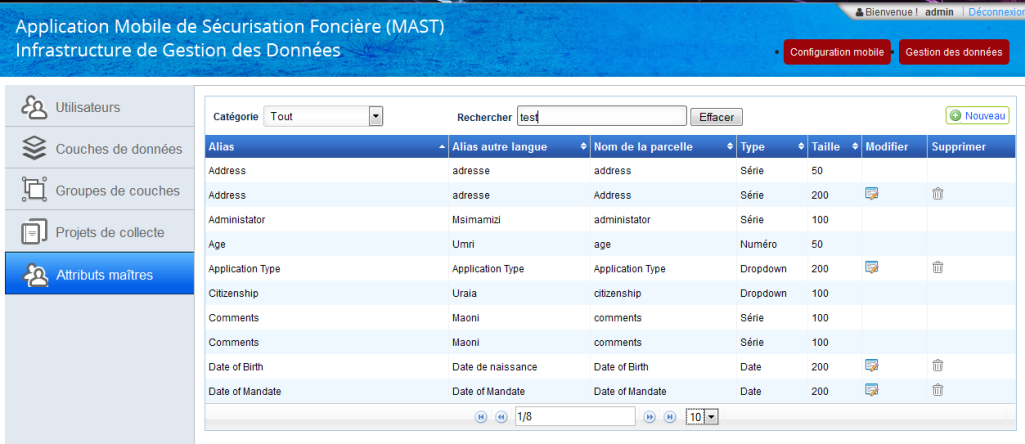 Bienvenue ! admin | Déconnexion
Application Mobile de Sécurisation Foncière (MAST)
Infrastructure de Gestion des Données
Configuration mobile
Gestion des données
Utilisateurs
Couches de données
Groupes de couches
Projets de collecte
Attributs maîtres
Catégorie Tout Rechercher test Effacer Nouveau
Alias Alias autre langue Nom de la parcelle Type Taille Modifier Supprimer
Address adresse address Série 50
Address adresse Address Série 200
Administator Msimamizi administator Série 100
Age Umri age Numéro 50
Application Type Application Type Application Type Dropdown 200
Citizenship Uraia citizenship Dropdown 100
Comments Maoni comments Série 100
Comments Maoni comments Série 100
Date of Birth Date de naissance Date of Birth Date 200
Date of Mandate Date of Mandate Date of Mandate Date 200
1/8 10